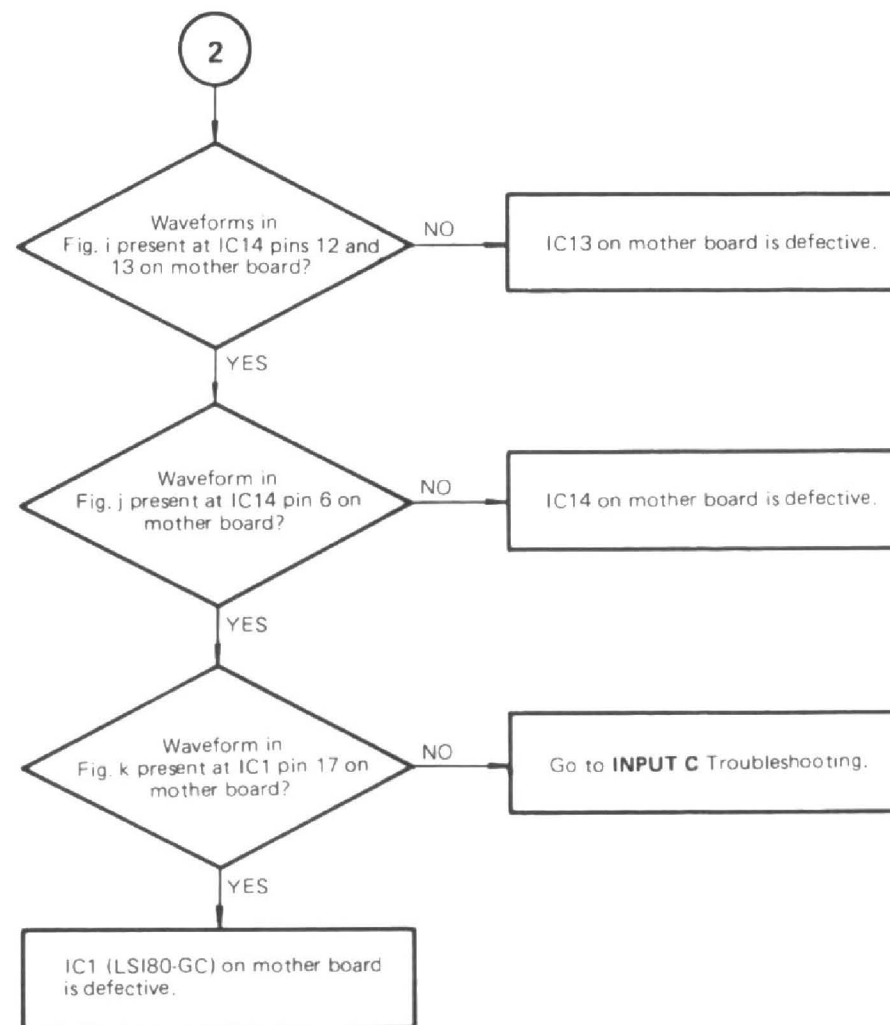 2
Waveforms in
Fig. i present at IC14 pins 12 and
13 on mother board?
NO
IC13 on mother board is defective.
YES
Waveform in
Fig. j present at IC14 pin 6 on
mother board?
NO
IC14 on mother board is defective.
YES
Waveform in
Fig. k present at IC1 pin 17 on
mother board?
NO
Go to INPUT C Troubleshooting.
YES
IC1 (LSI80-GC) on mother board
is defective.